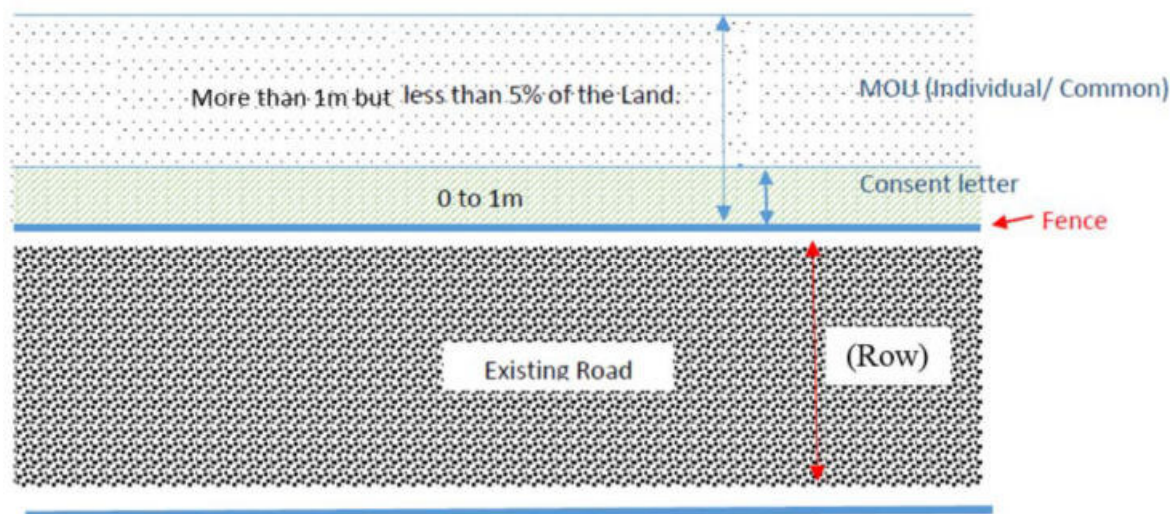 More than 1m but less than 5% of the Land.
MOU (Individual/ Common)
0 to 1m
Consent letter
Fence
Existing Road
(Row)